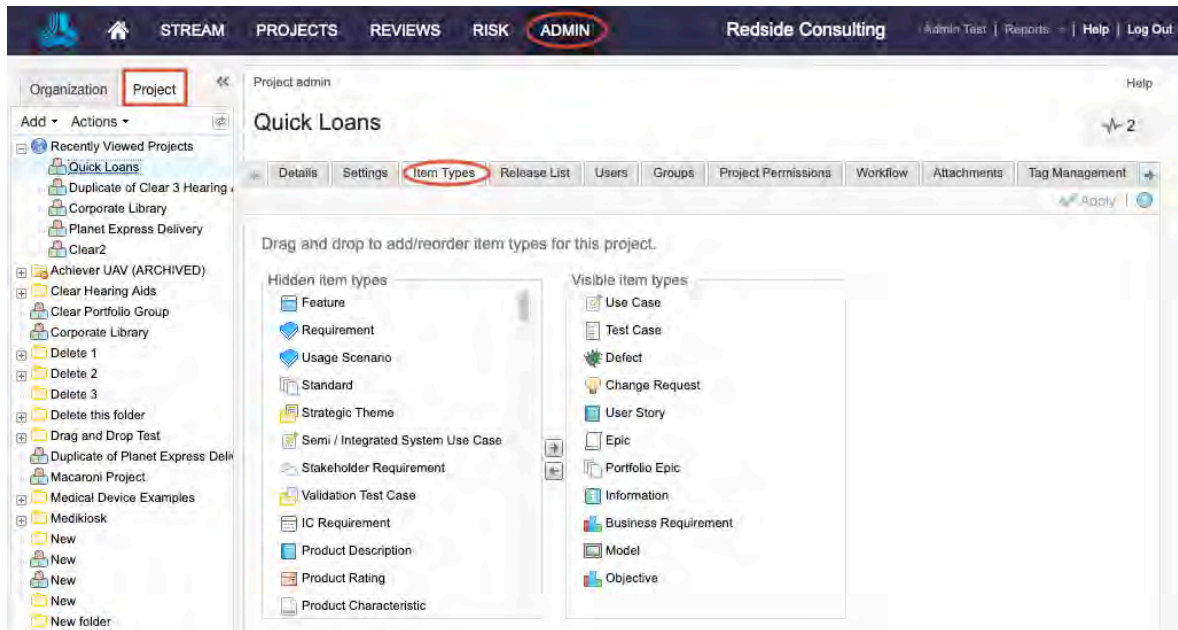 STREAM PROJECTS REVIEWS RISK ADMIN Redside Consulting Admin Test | Reports | Help | Log Out
Organization Project
Add Actions
Recently Viewed Projects
Quick Loans
Duplicate of Clear 3 Hearing
Corporate Library
Planet Express Delivery
Clear2
Achiever UAV (ARCHIVED)
Clear Hearing Aids
Clear Portfolio Group
Corporate Library
Delete 1
Delete 2
Delete 3
Delete this folder
Drag and Drop Test
Duplicate of Planet Express Deliv
Macaroni Project
Medical Device Examples
Medikiosk
New
New
New
New
New folder
Project admin Help
Quick Loans 2
Details Settings Item Types Release List Users Groups Project Permissions Workflow Attachments Tag Management
Apply
Drag and drop to add/reorder item types for this project.
Hidden item types
Feature
Requirement
Usage Scenario
Standard
Strategic Theme
Semi / Integrated System Use Case
Stakeholder Requirement
Validation Test Case
IC Requirement
Product Description
Product Rating
Product Characteristic
Visible item types
Use Case
Test Case
Defect
Change Request
User Story
Epic
Portfolio Epic
Information
Business Requirement
Model
Objective